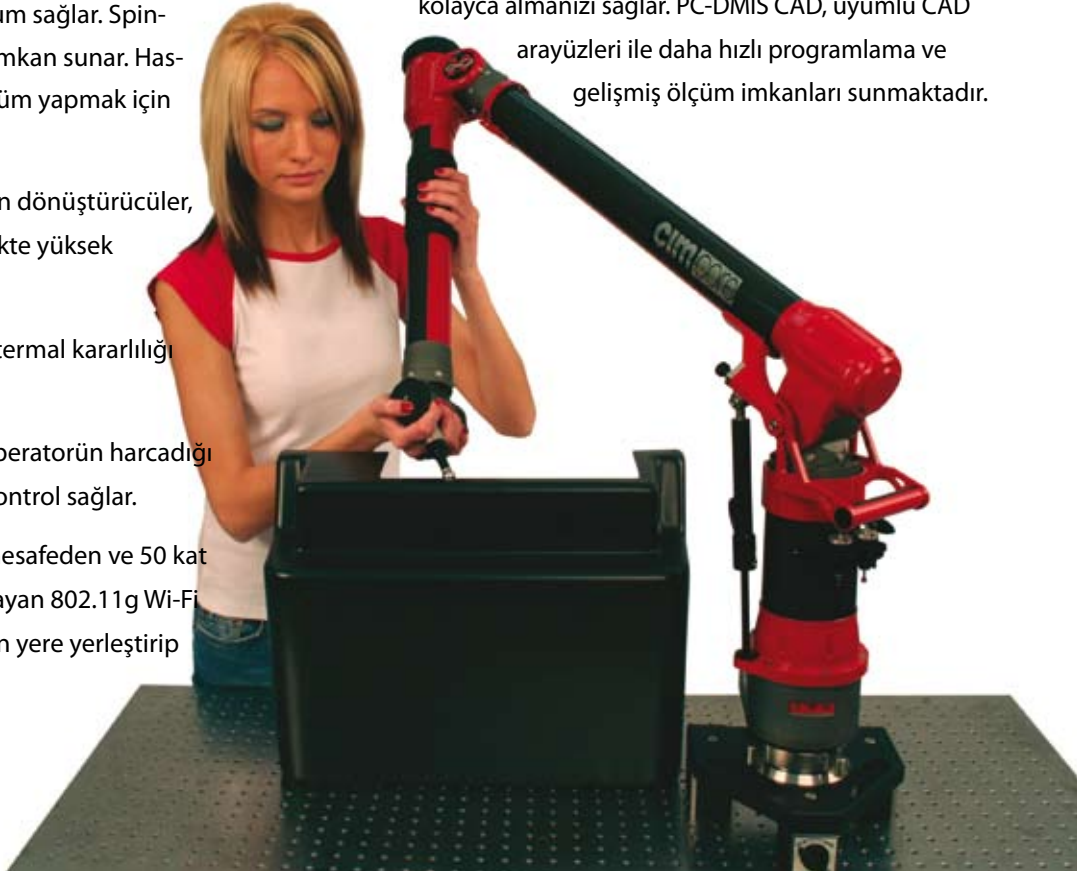 um sağlar. Spin-
mkan sunar. Has-
üm yapmak için
n dönüştürücüler,
kte yüksek
termal kararlılığı
peratorün harcadığı
ontrol sağlar.
esafeden ve 50 kat
ayan 802.11g Wi-Fi
n yere yerleştirip
kolayca almanızı sağlar. PC-DMIS CAD, uyumlu CAD
arayüzleri ile daha hızlı programlama ve
gelişmiş ölçüm imkanları sunmaktadır.
cimcore